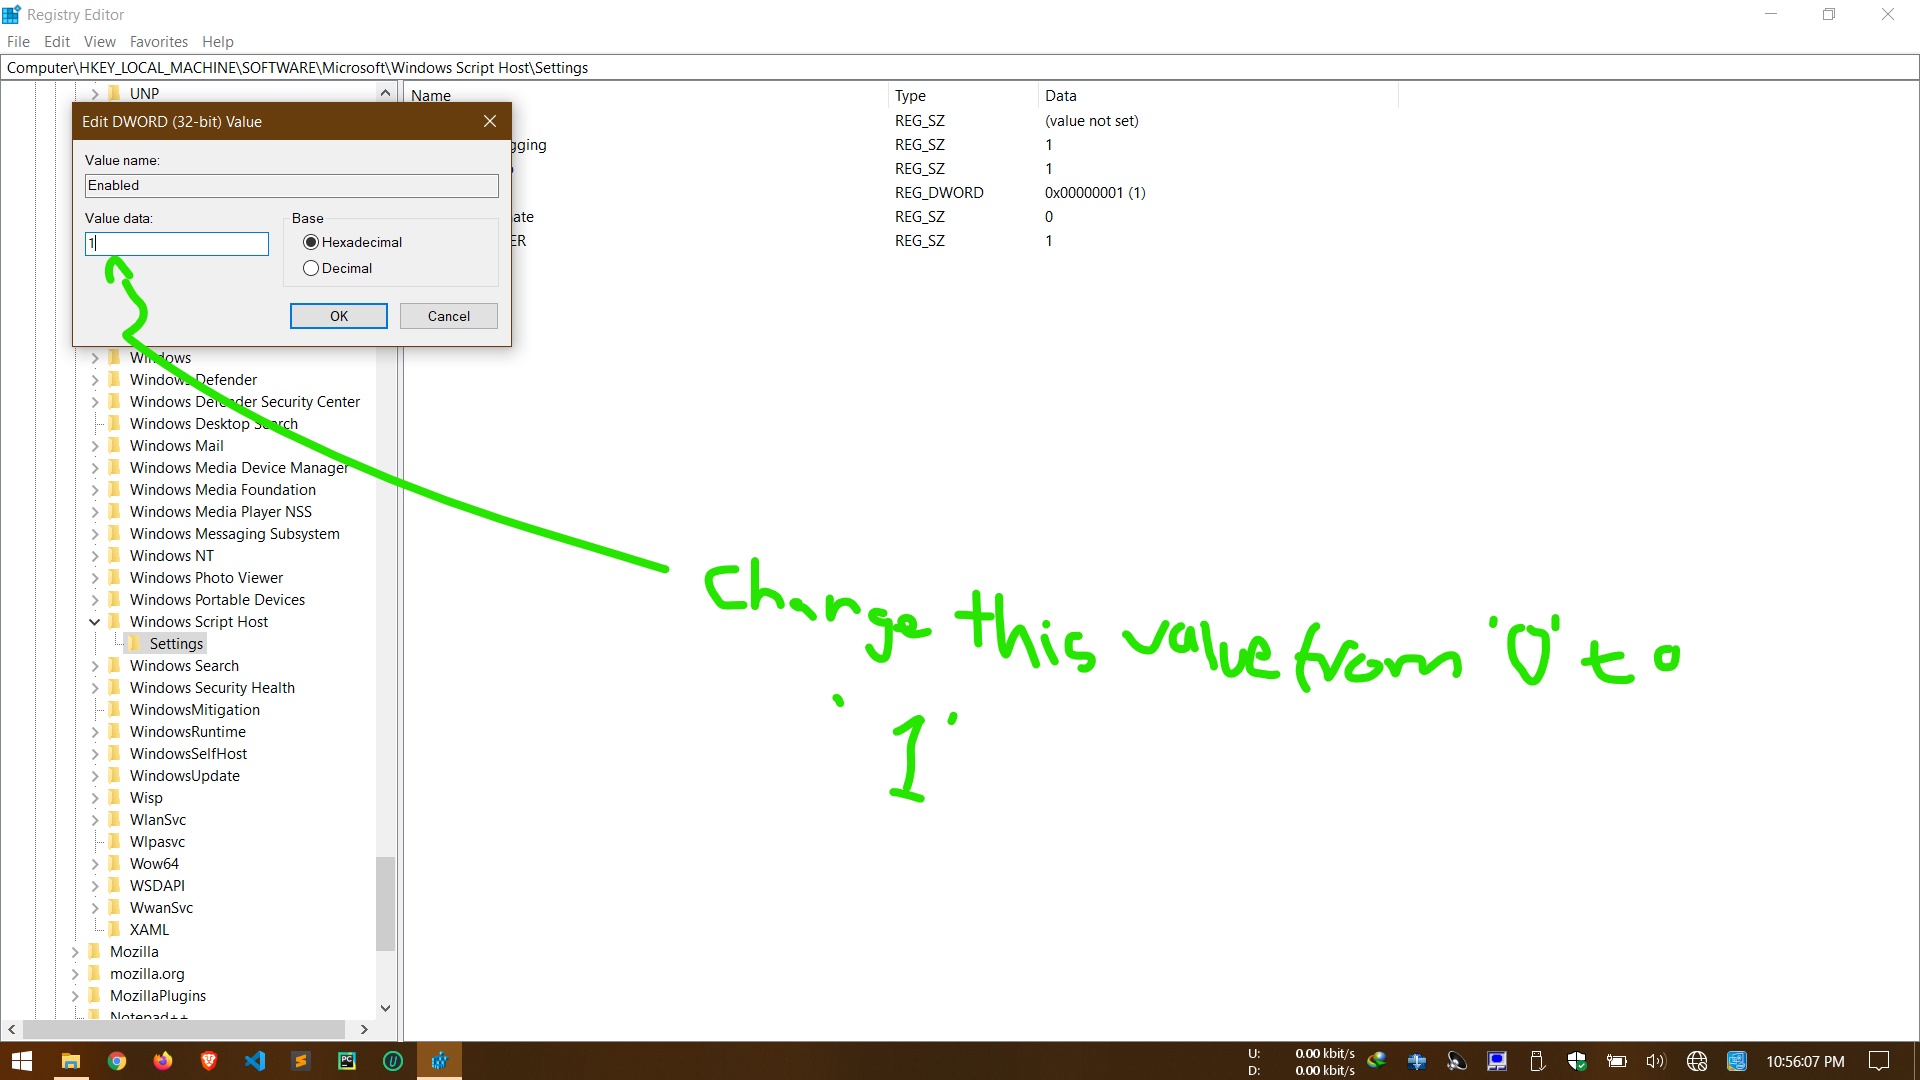 Registry Editor
File Edit View Favorites Help
Computer\HKEY_LOCAL_MACHINE\SOFTWARE\Microsoft\Windows Script Host\Settings
UNP
Name Type Data
Edit DWORD (32-bit) Value
REG_SZ (value not set)
gging REG_SZ 1
REG_SZ 1
REG_DWORD 0x00000001 (1)
ate REG_SZ 0
ER REG_SZ 1
Value name:
Enabled
Value data: Base
1 Hexadecimal
Decimal
OK Cancel
Windows
Windows Defender
Windows Defender Security Center
Windows Desktop Search
Windows Mail
Windows Media Device Manager
Windows Media Foundation
Windows Media Player NSS
Windows Messaging Subsystem
Windows NT
Windows Photo Viewer
Windows Portable Devices
Windows Script Host
Settings
Windows Search
Windows Security Health
WindowsMitigation
WindowsRuntime
WindowsSelfHost
WindowsUpdate
Wisp
WlanSvc
Wlpasvc
Wow64
WSDAPI
WwanSvc
XAML
Mozilla
mozilla.org
MozillaPlugins
Notepad++
Change this value from '0' to
'1'
U: 0.00 kbit/s
D: 0.00 kbit/s
10:56:07 PM